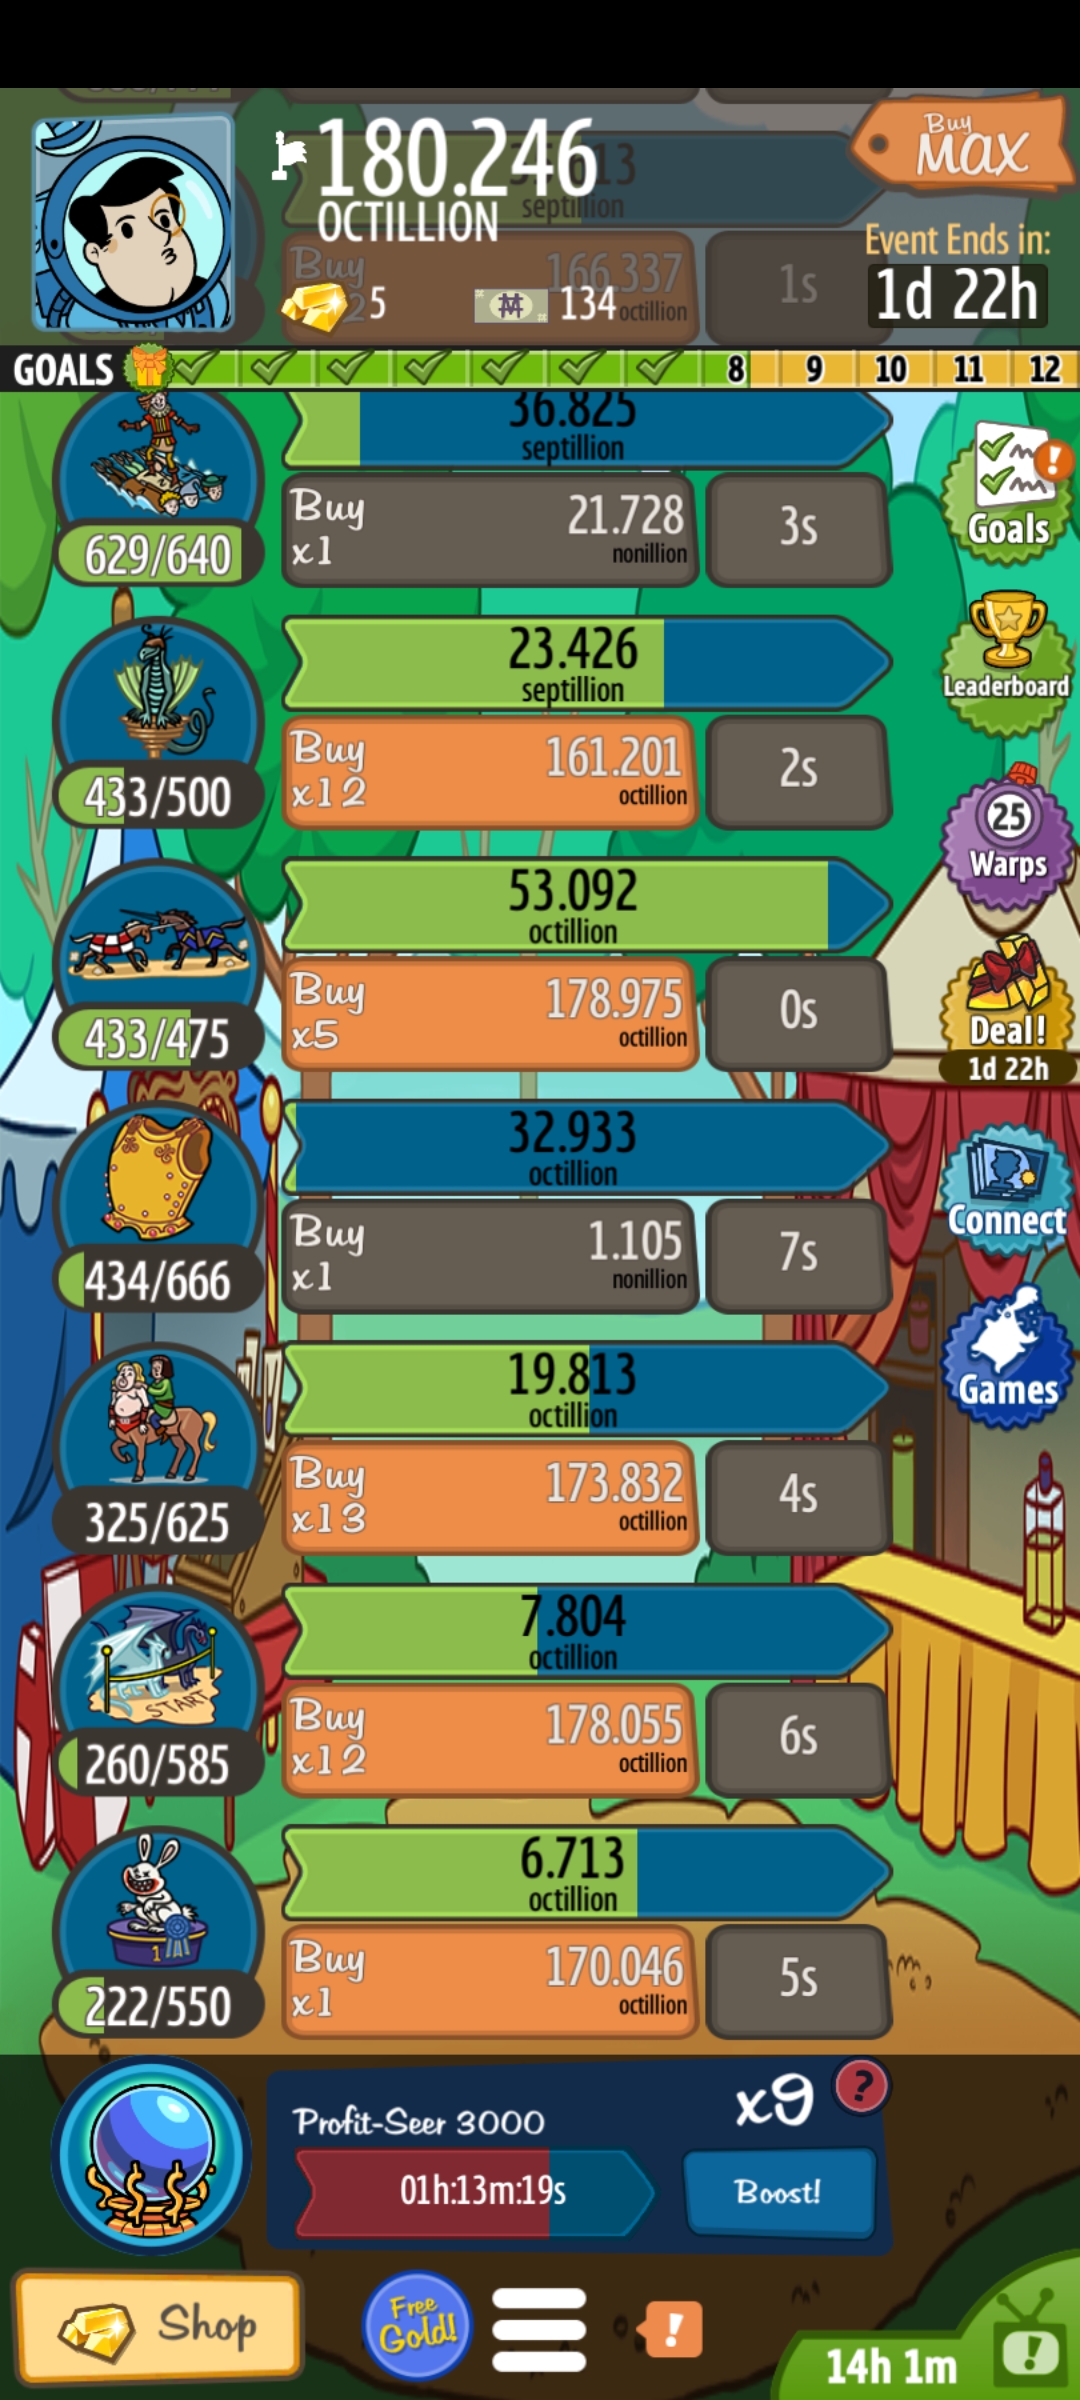 180.246
OCTILLION
Buy
MAX
septillion
Buy
166.337
octillion
1s
5
134
Event Ends in:
1d 22h
GOALS
8
9
10
11
12
36.825
septillion
629/640
Buy
x1
21.728
nonillion
3s
Goals
23.426
septillion
433/500
Buy
x12
161.201
octillion
2s
Leaderboard
25
Warps
53.092
octillion
433/475
Buy
x5
178.975
octillion
0s
Deal!
1d 22h
32.933
octillion
434/666
Buy
x1
1.105
nonillion
7s
Connect
19.813
octillion
325/625
Buy
x13
173.832
octillion
4s
Games
7.804
octillion
START
260/585
Buy
x12
178.055
octillion
6s
6.713
octillion
1
222/550
Buy
x1
170.046
octillion
5s
Profit-Seer 3000
x9
?
01h:13m:19s
Boost!
Shop
Free
Gold!
!
14h 1m
!